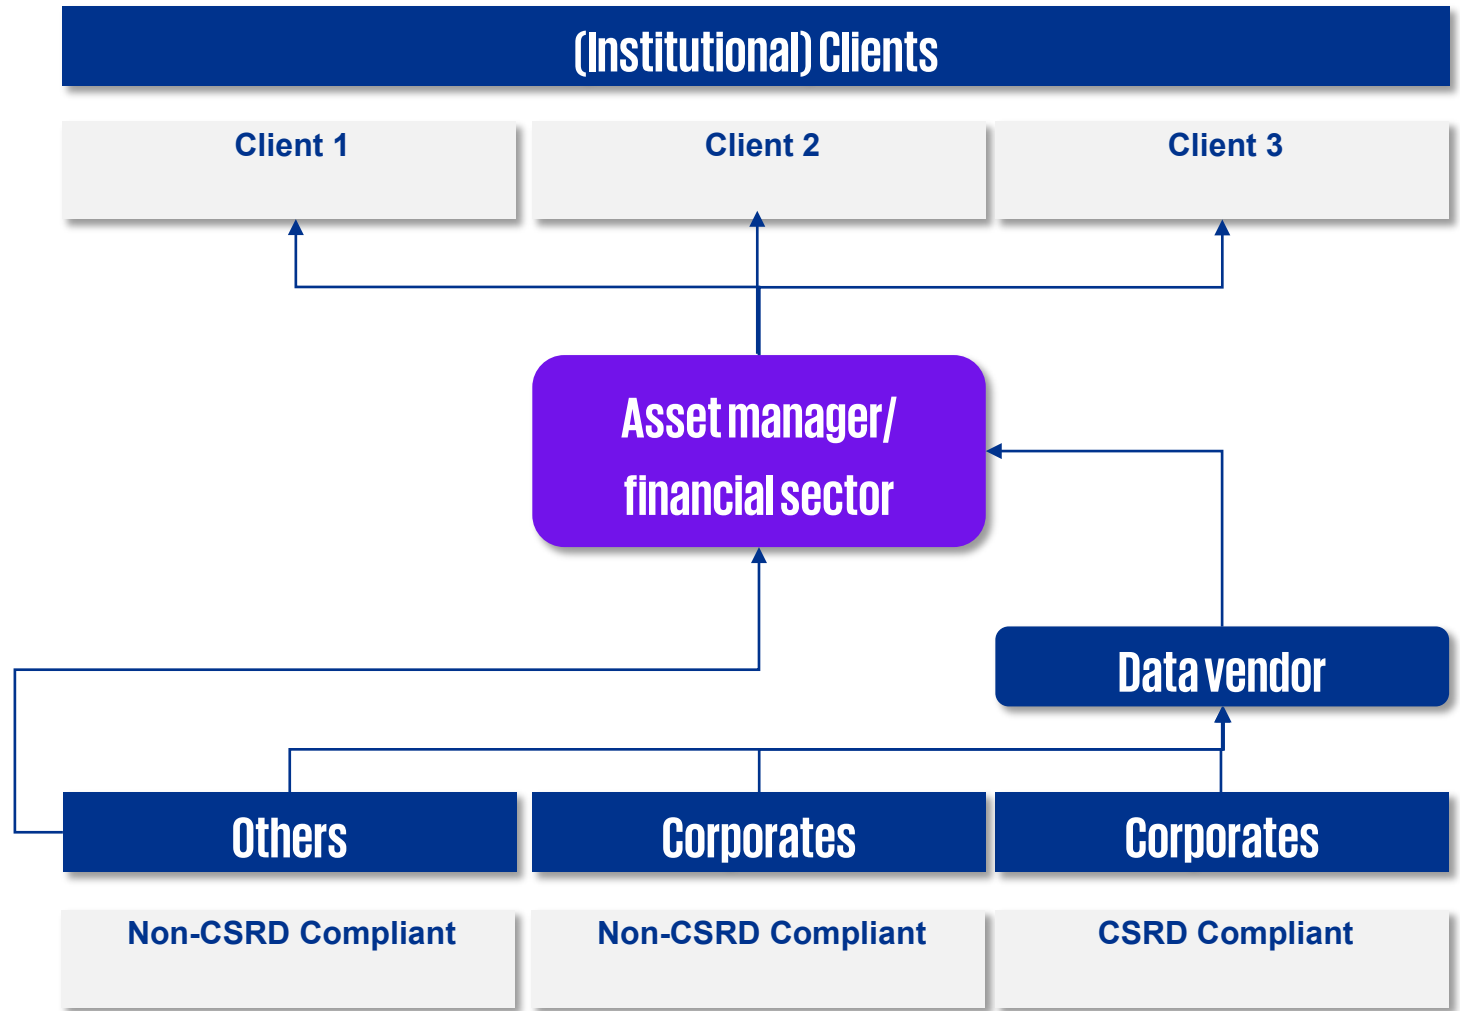 (Institutional) Clients
Client 1
Client 2
Client 3
Asset manager/
financial sector
Data vendor
Others
Corporates
Corporates
Non-CSRD Compliant
Non-CSRD Compliant
CSRD Compliant